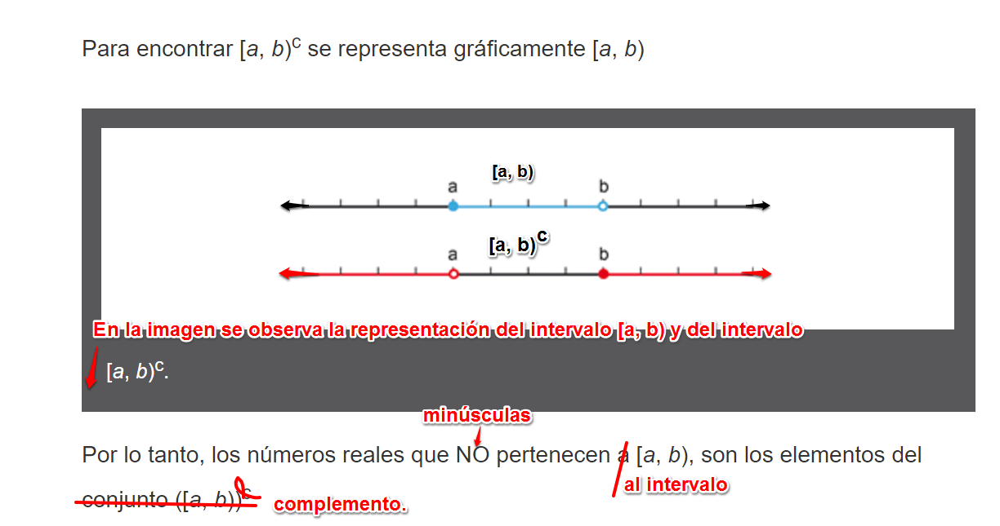 Para encontrar [a, b)ᶜ se representa gráficamente [a, b)
[a, b)
a b
[a, b)ᶜ
a b
En la imagen se observa la representación del intervalo [a, b) y del intervalo
[a, b)ᶜ.
minúsculas
Por lo tanto, los números reales que NO pertenecen a [a, b), son los elementos del
al intervalo
conjunto ([a, b))ᶜ complemento.